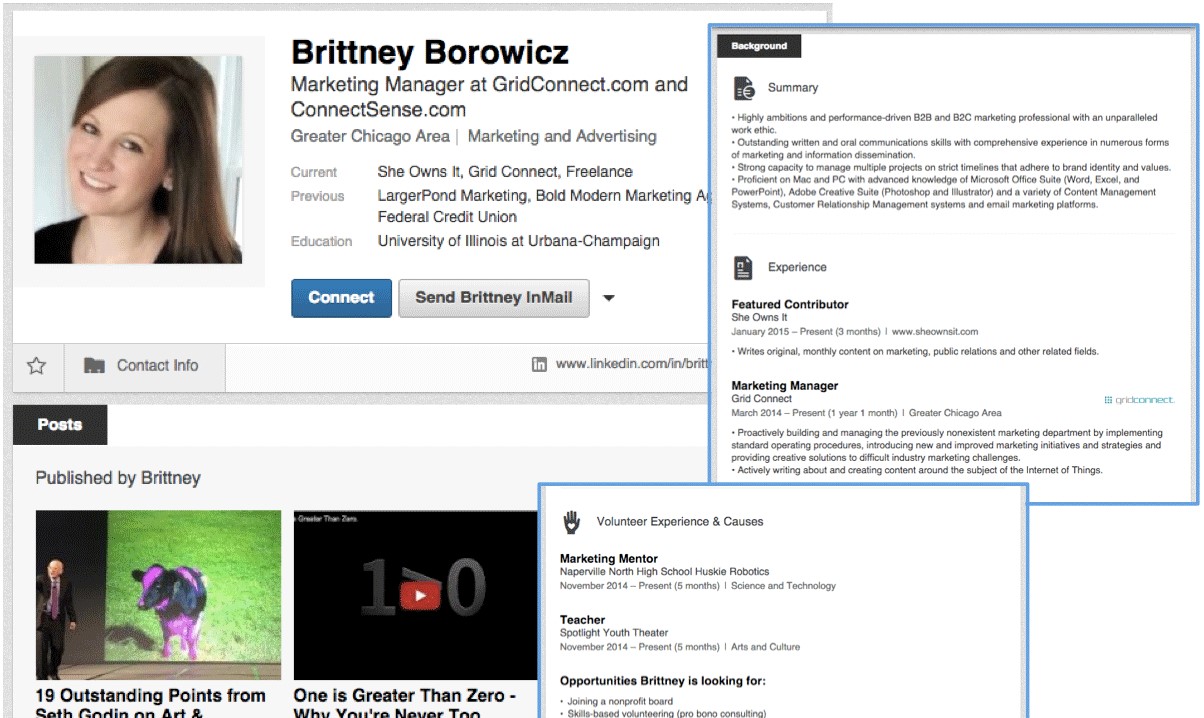 Brittney Borowicz
Marketing Manager at GridConnect.com and
ConnectSense.com
Greater Chicago Area | Marketing and Advertising
Current She Owns It, Grid Connect, Freelance
Previous LargerPond Marketing, Bold Modern Marketing Ag
Federal Credit Union
Education University of Illinois at Urbana-Champaign
Connect Send Brittney InMail
Contact Info www.linkedin.com/in/britt
Posts
Published by Brittney
Greater Than Zero.
1>0
19 Outstanding Points from
Seth Godin on Art &
One is Greater Than Zero -
Why You're Never Too
Background
Summary
• Highly ambitions and performance-driven B2B and B2C marketing professional with an unparalleled
work ethic.
• Outstanding written and oral communications skills with comprehensive experience in numerous forms
of marketing and information dissemination.
• Strong capacity to manage multiple projects on strict timelines that adhere to brand identity and values.
• Proficient on Mac and PC with advanced knowledge of Microsoft Office Suite (Word, Excel, and
PowerPoint), Adobe Creative Suite (Photoshop and Illustrator) and a variety of Content Management
Systems, Customer Relationship Management systems and email marketing platforms.
Experience
Featured Contributor
She Owns It
January 2015 – Present (3 months) | www.sheownsit.com
• Writes original, monthly content on marketing, public relations and other related fields.
Marketing Manager
Grid Connect
gridconnect.
March 2014 – Present (1 year 1 month) | Greater Chicago Area
• Proactively building and managing the previously nonexistent marketing department by implementing
standard operating procedures, introducing new and improved marketing initiatives and strategies and
providing creative solutions to difficult industry marketing challenges.
• Actively writing about and creating content around the subject of the Internet of Things.
Volunteer Experience & Causes
Marketing Mentor
Naperville North High School Huskie Robotics
November 2014 – Present (5 months) | Science and Technology
Teacher
Spotlight Youth Theater
November 2014 – Present (5 months) | Arts and Culture
Opportunities Brittney is looking for:
• Joining a nonprofit board
• Skills-based volunteering (pro bono consulting)